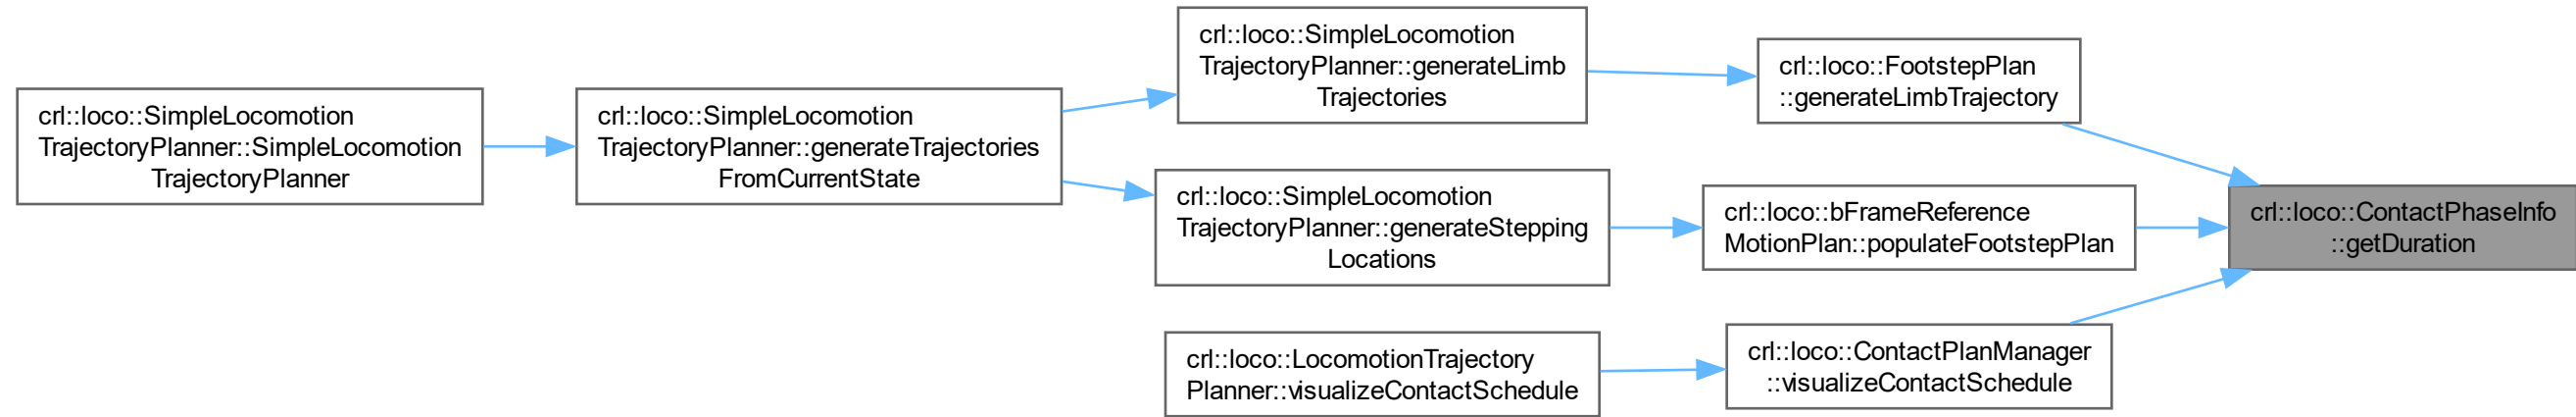 crl::loco::SimpleLocomotion
TrajectoryPlanner::SimpleLocomotion
TrajectoryPlanner
crl::loco::SimpleLocomotion
TrajectoryPlanner::generateTrajectories
FromCurrentState
crl::loco::SimpleLocomotion
TrajectoryPlanner::generateLimb
Trajectories
crl::loco::FootstepPlan
::generateLimbTrajectory
crl::loco::SimpleLocomotion
TrajectoryPlanner::generateStepping
Locations
crl::loco::bFrameReference
MotionPlan::populateFootstepPlan
crl::loco::ContactPhaseInfo
::getDuration
crl::loco::LocomotionTrajectory
Planner::visualizeContactSchedule
crl::loco::ContactPlanManager
::visualizeContactSchedule